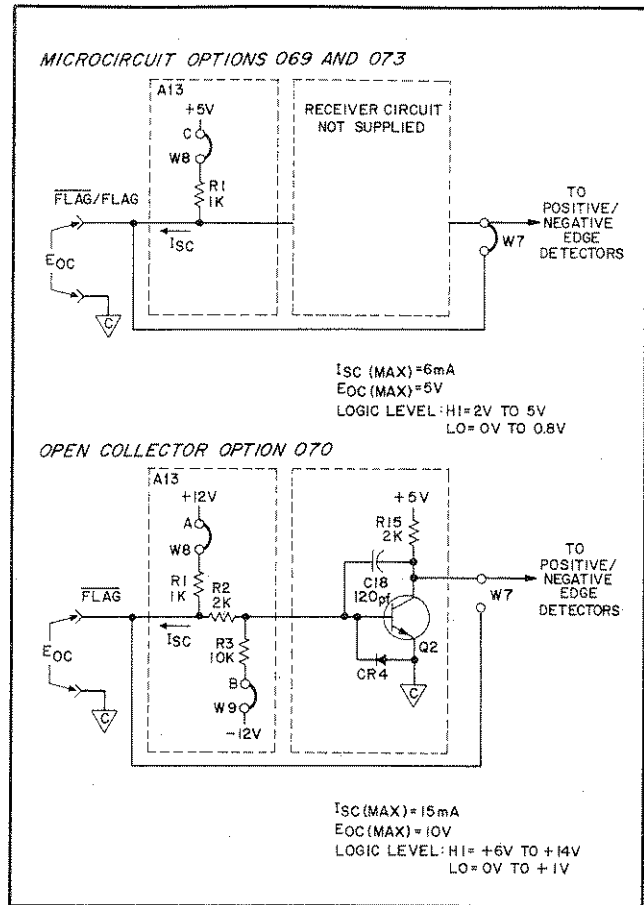 MICROCIRCUIT OPTIONS 069 AND 073
A13
+5V
C
W8
R1
1K
RECEIVER CIRCUIT
NOT SUPPLIED
FLAG/FLAG
ISC
EOC
C
W7
TO
POSITIVE/
NEGATIVE
EDGE
DETECTORS
ISC (MAX)=6mA
EOC(MAX)=5V
LOGIC LEVEL: HI=2V TO 5V
LO=0V TO 0.8V
OPEN COLLECTOR OPTION 070
A13
+12V
A
W8
R1
1K
R2
2K
FLAG
ISC
EOC
C
R3
10K
B
W9
-12V
+5V
R15
2K
C18
120pf
Q2
CR4
C
W7
TO
POSITIVE/
NEGATIVE
EDGE
DETECTORS
ISC(MAX)=15mA
EOC(MAX)=10V
LOGIC LEVEL: HI= +6V TO +14V
LO=0V TO +1V